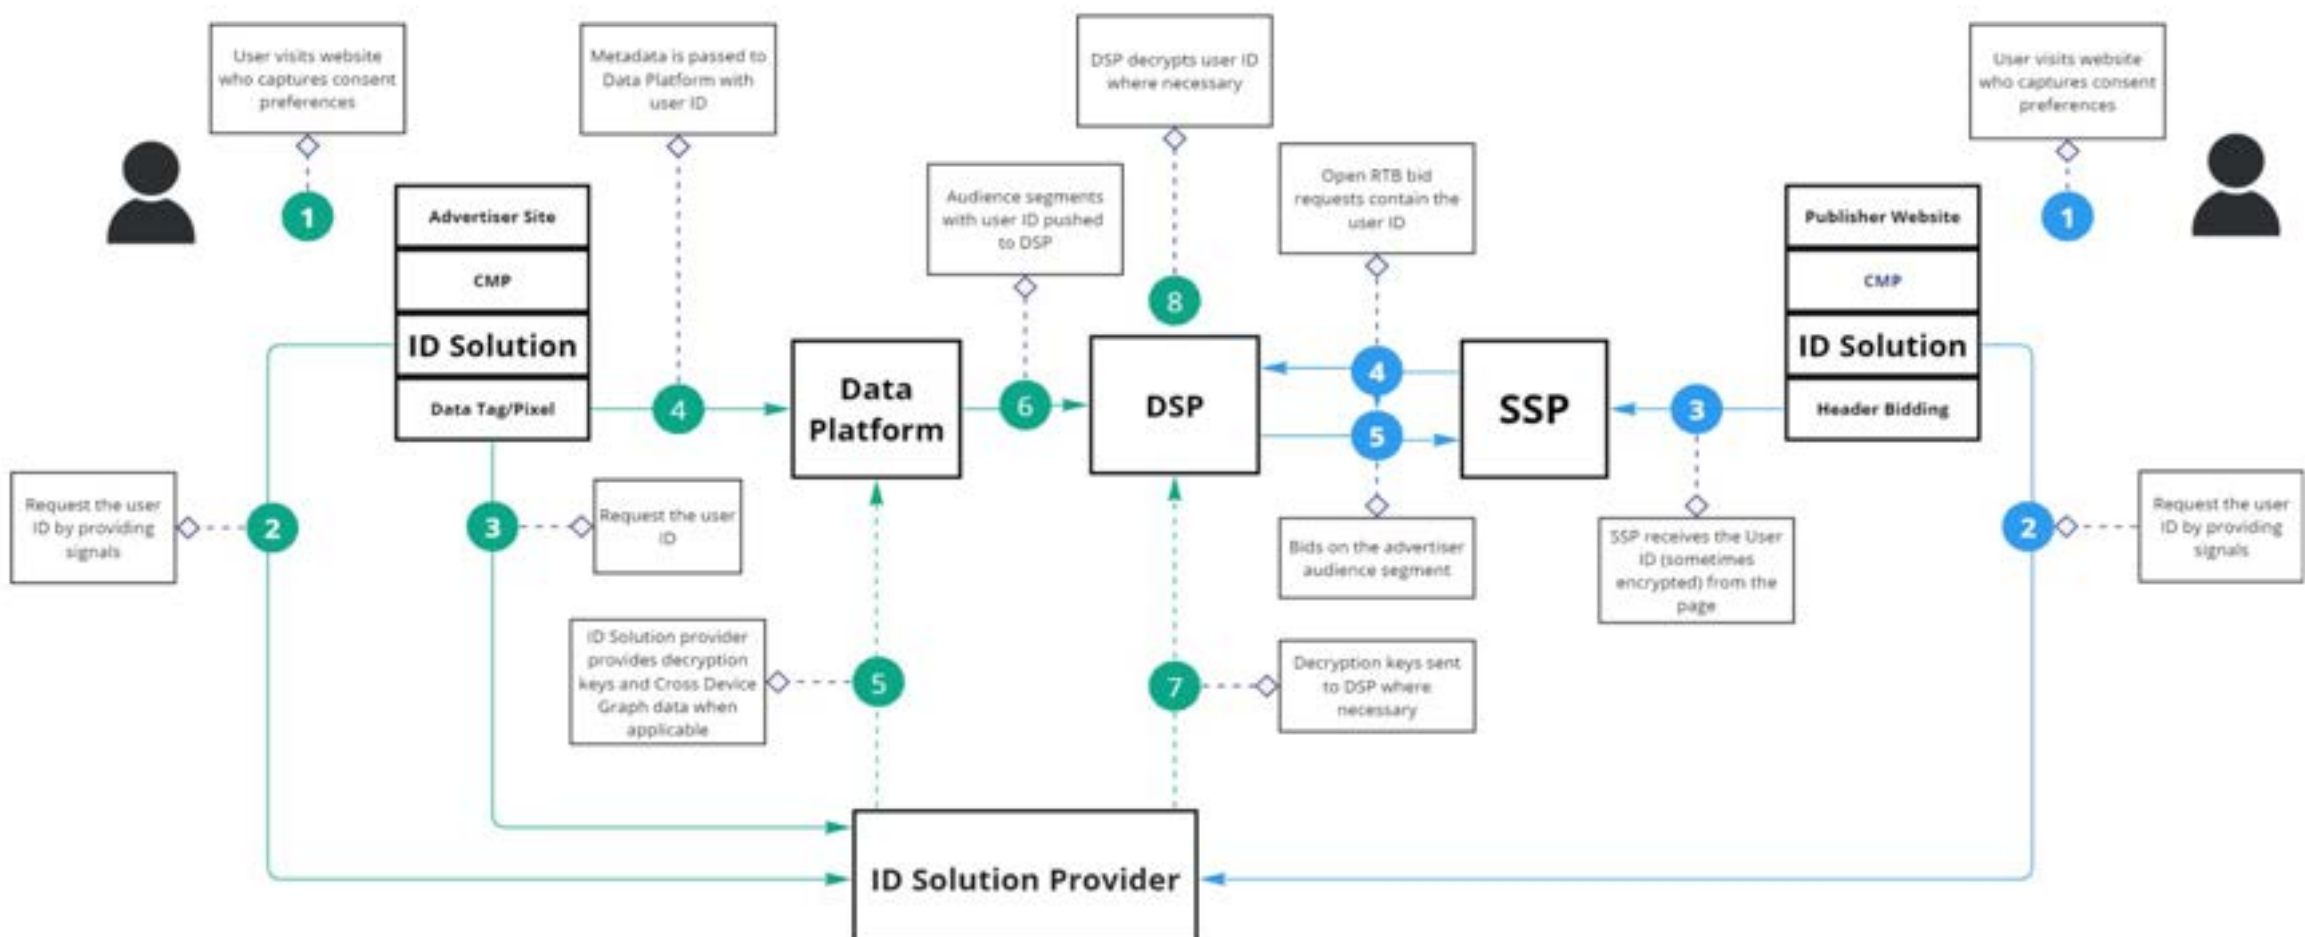 User visits website
who captures consent
preferences
1
Metadata is passed to
Data Platform with
user ID
DSP decrypts user ID
where necessary
User visits website
who captures consent
preferences
1
Audience segments
with user ID pushed
to DSP
Open RTB bid
requests contain the
user ID
8
Advertiser Site
CMP
ID Solution
Data Tag/Pixel
4
Data
Platform
6
DSP
4
5
SSP
3
Publisher Website
CMP
ID Solution
Header Bidding
Request the user
ID by providing
signals
2
3
Request the user
ID
Bids on the advertiser
audience segment
SSP receives the User
ID (sometimes
encrypted) from the
page
2
Request the user
ID by providing
signals
ID Solution provider
provides decryption
keys and Cross Device
Graph data when
applicable
5
7
Decryption keys sent
to DSP where
necessary
ID Solution Provider